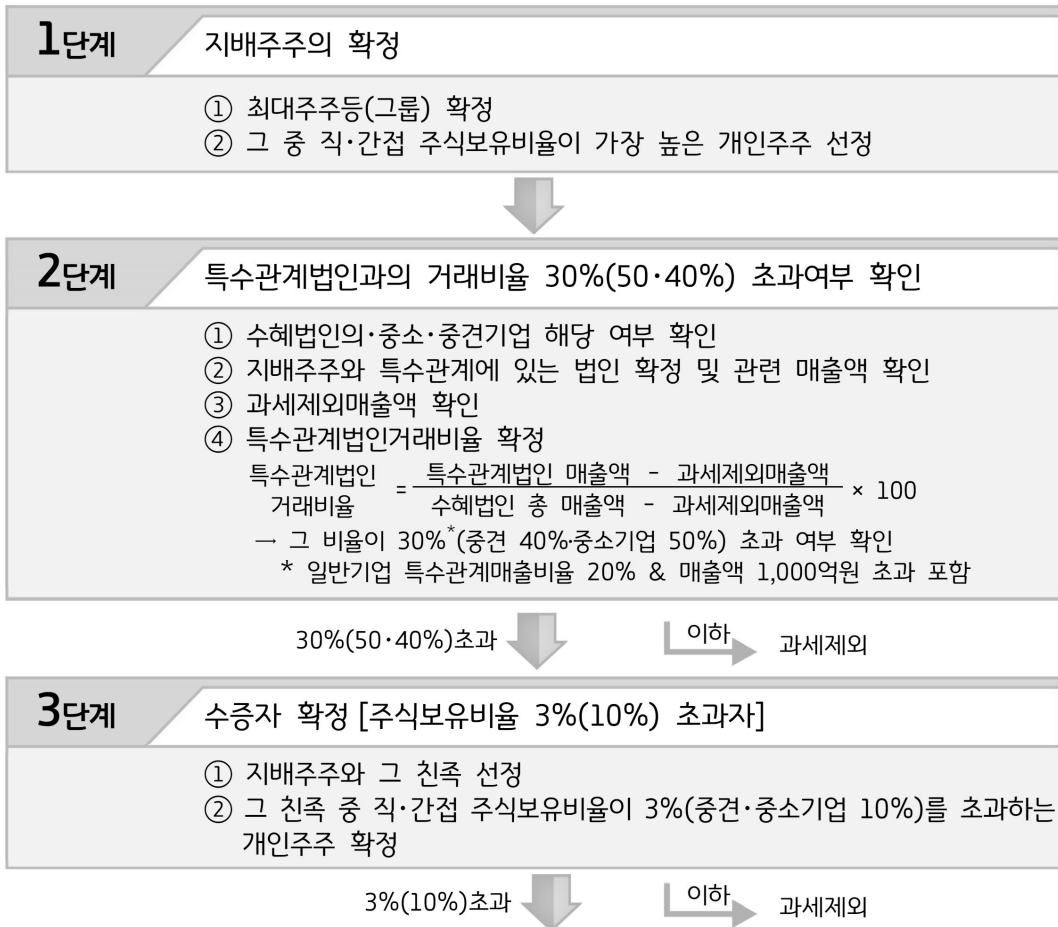 1단계 지배주주의 확정
① 최대주주등(그룹) 확정
② 그 중 직·간접 주식보유비율이 가장 높은 개인주주 선정
2단계 특수관계법인과의 거래비율 30%(50·40%) 초과여부 확인
① 수혜법인의·중소·중견기업 해당 여부 확인
② 지배주주와 특수관계에 있는 법인 확정 및 관련 매출액 확인
③ 과세제외매출액 확인
④ 특수관계법인거래비율 확정
특수관계법인 거래비율 = 특수관계법인 매출액 - 과세제외매출액 / 수혜법인 총 매출액 - 과세제외매출액 × 100
→ 그 비율이 30%*(중견 40%·중소기업 50%) 초과 여부 확인
* 일반기업 특수관계매출비율 20% & 매출액 1,000억원 초과 포함
30%(50·40%)초과 이하 과세제외
3단계 수증자 확정 [주식보유비율 3%(10%) 초과자]
① 지배주주와 그 친족 선정
② 그 친족 중 직·간접 주식보유비율이 3%(중견·중소기업 10%)를 초과하는
개인주주 확정
3%(10%)초과 이하 과세제외